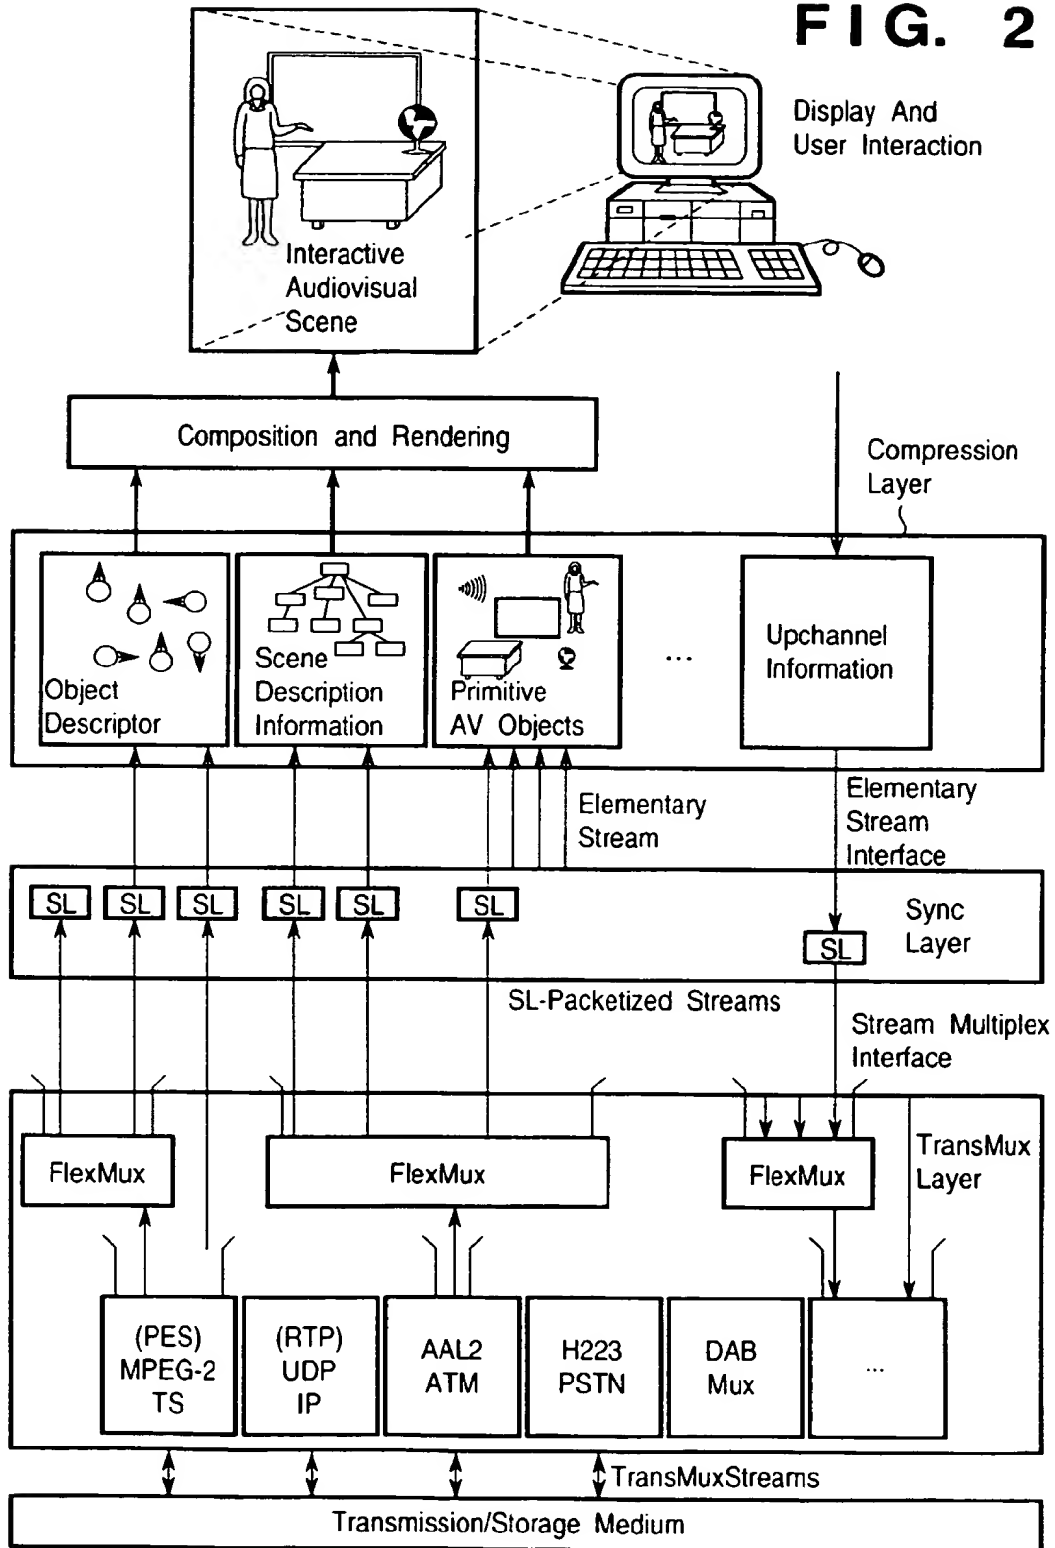 FIG. 2
Display And
User Interaction
Interactive
Audiovisual
Scene
Composition and Rendering
Compression
Layer
Object
Descriptor
Scene
Description
Information
Primitive
AV Objects
...
Upchannel
Information
Elementary
Stream
Elementary
Stream
Interface
SL
SL
SL
SL
SL
SL
SL
Sync
Layer
SL-Packetized Streams
Stream Multiplex
Interface
FlexMux
FlexMux
FlexMux
TransMux
Layer
(PES)
MPEG-2
TS
(RTP)
UDP
IP
AAL2
ATM
H223
PSTN
DAB
Mux
...
TransMuxStreams
Transmission/Storage Medium